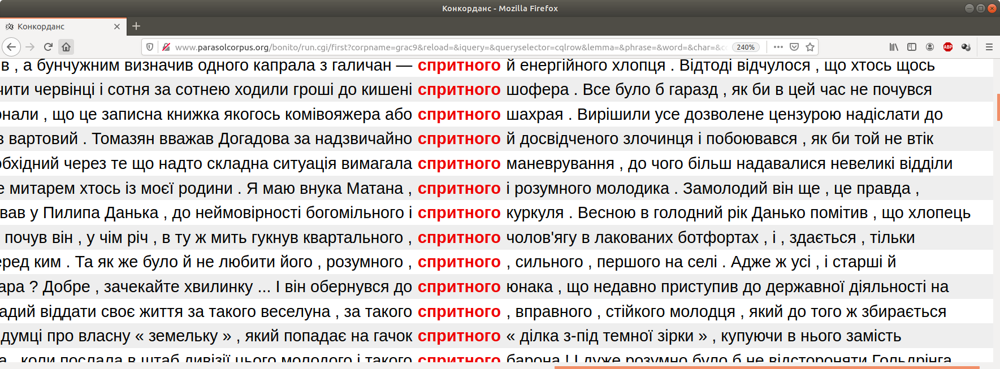 Конкорданс - Mozilla Firefox
Конкорданс
www.parasolcorpus.org/bonito/run.cgi/first?corpname=grac9&reload=&iquery=&queryselector=cqlrow&lemma=&phrase=&word=&char=& 240%
ABP
в , а бунчужним визначив одного капрала з галичан — спритного й енергійного хлопця . Відтоді відчулося , що хтось щось
чити червінці і сотня за сотнею ходили гроші до кишені спритного шофера . Все було б гаразд , як би в цей час не почувся
онали , що це записна книжка якогось комівояжера або спритного шахрая . Вирішили усе дозволене цензурою надіслати до
в вартовий . Томазян вважав Догадова за надзвичайно спритного й досвідченого злочинця і побоювався , як би той не втік
обхідний через те що надто складна ситуація вимагала спритного маневрування , до чого більш надавалися невеликі відділи
е митарем хтось із моєї родини . Я маю внука Матана , спритного і розумного молодика . Замолодий він ще , це правда ,
вав у Пилипа Данька , до неймовірності богомільного і спритного куркуля . Весною в голодний рік Данько помітив , що хлопець
почув він , у чім річ , в ту ж мить гукнув квартального , спритного чолов'ягу в лакованих ботфортах , і , здається , тільки
еред ким . Та як же було й не любити його , розумного , спритного , сильного , першого на селі . Адже ж усі , і старші й
ара ? Добре , зачекайте хвилинку ... І він обернувся до спритного юнака , що недавно приступив до державної діяльності на
адий віддати своє життя за такого веселуна , за такого спритного , вправного , стійкого молодця , який до того ж збирається
думці про власну « земельку » , який попадає на гачок спритного « ділка з-під темної зірки » , купуючи в нього замість
а , коли послала в штаб дивізії цього молодого і такого спритного барона ! І дуже розумно було б не відстороняти Гольдрінга